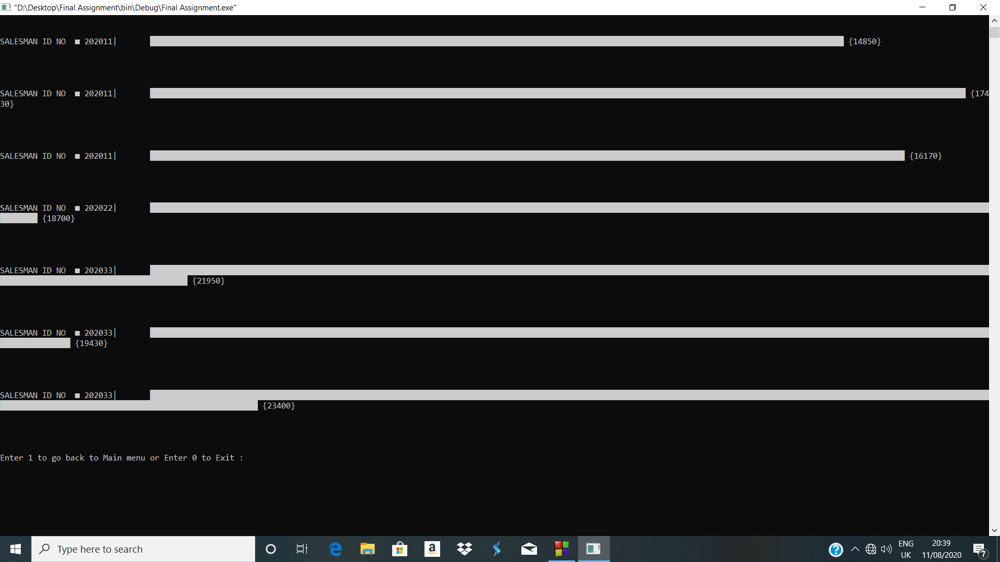 "D:\Desktop\Final Assignment\bin\Debug\Final Assignment.exe"
SALESMAN ID NO ■ 202011| {14850}
SALESMAN ID NO ■ 202011| {174
30}
SALESMAN ID NO ■ 202011| {16170}
SALESMAN ID NO ■ 202022|
{18700}
SALESMAN ID NO ■ 202033|
{21950}
SALESMAN ID NO ■ 202033|
{19430}
SALESMAN ID NO ■ 202033|
{23400}
Enter 1 to go back to Main menu or Enter 0 to Exit :
Type here to search
ENG
UK
20:39
11/08/2020
7